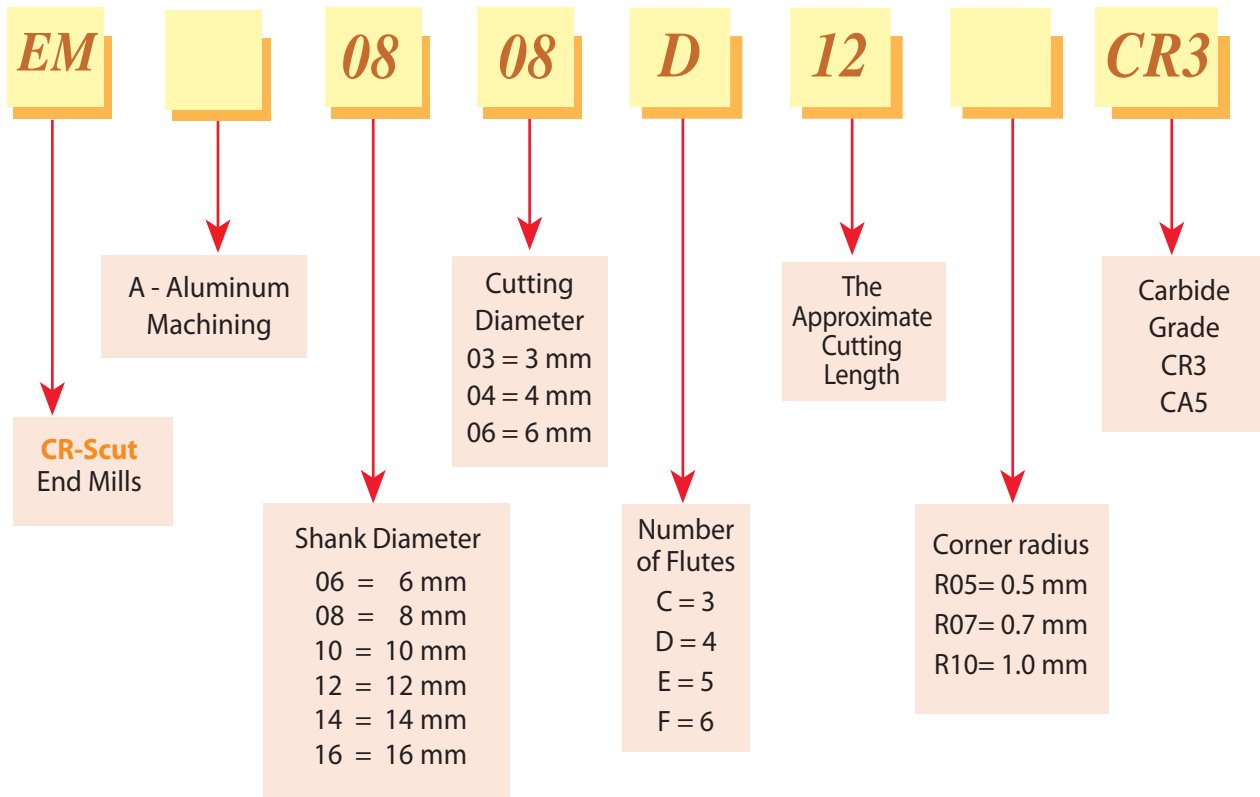 EM 08 08 D 12 CR3
A - Aluminum
Machining
Cutting
Diameter
03 = 3 mm
04 = 4 mm
06 = 6 mm
The
Approximate
Cutting
Length
Carbide
Grade
CR3
CA5
CR-Scut
End Mills
Shank Diameter
06 = 6 mm
08 = 8 mm
10 = 10 mm
12 = 12 mm
14 = 14 mm
16 = 16 mm
Number
of Flutes
C = 3
D = 4
E = 5
F = 6
Corner radius
R05= 0.5 mm
R07= 0.7 mm
R10= 1.0 mm